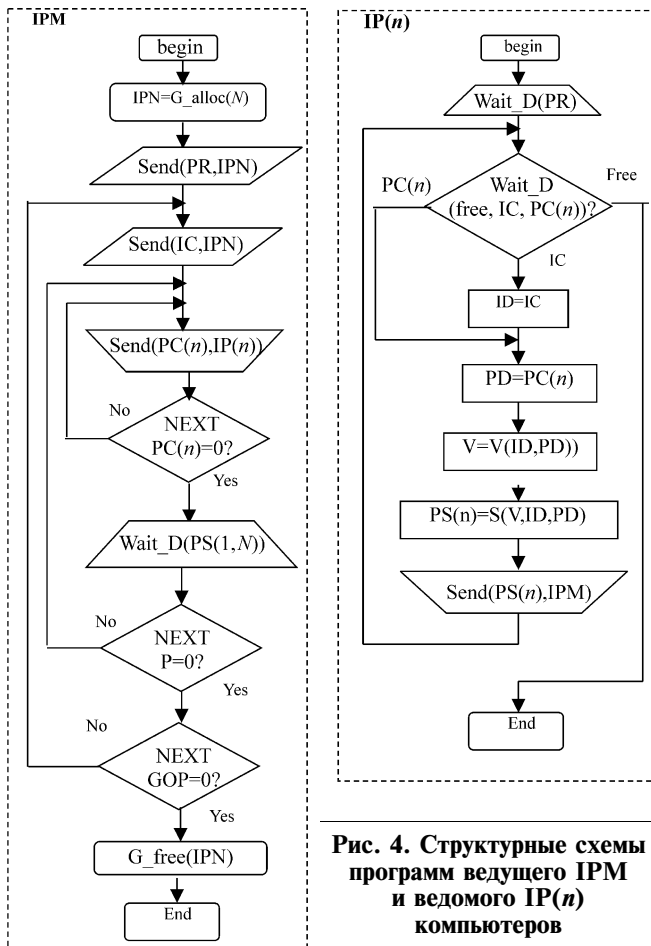 IPM
begin
IPN=G_alloc(N)
Send(PR,IPN)
Send(IC,IPN)
Send(PC(n),IP(n))
No
NEXT
PC(n)=0?
Yes
Wait_D(PS(1,N))
No
NEXT
P=0?
Yes
No
NEXT
GOP=0?
Yes
G_free(IPN)
End
IP(n)
begin
Wait_D(PR)
PC(n)
Wait_D
(free, IC, PC(n))?
Free
IC
ID=IC
PD=PC(n)
V=V(ID,PD))
PS(n)=S(V,ID,PD)
Send(PS(n),IPM)
End
Рис. 4. Структурные схемы
программ ведущего IPM
и ведомого IP(n)
компьютеров